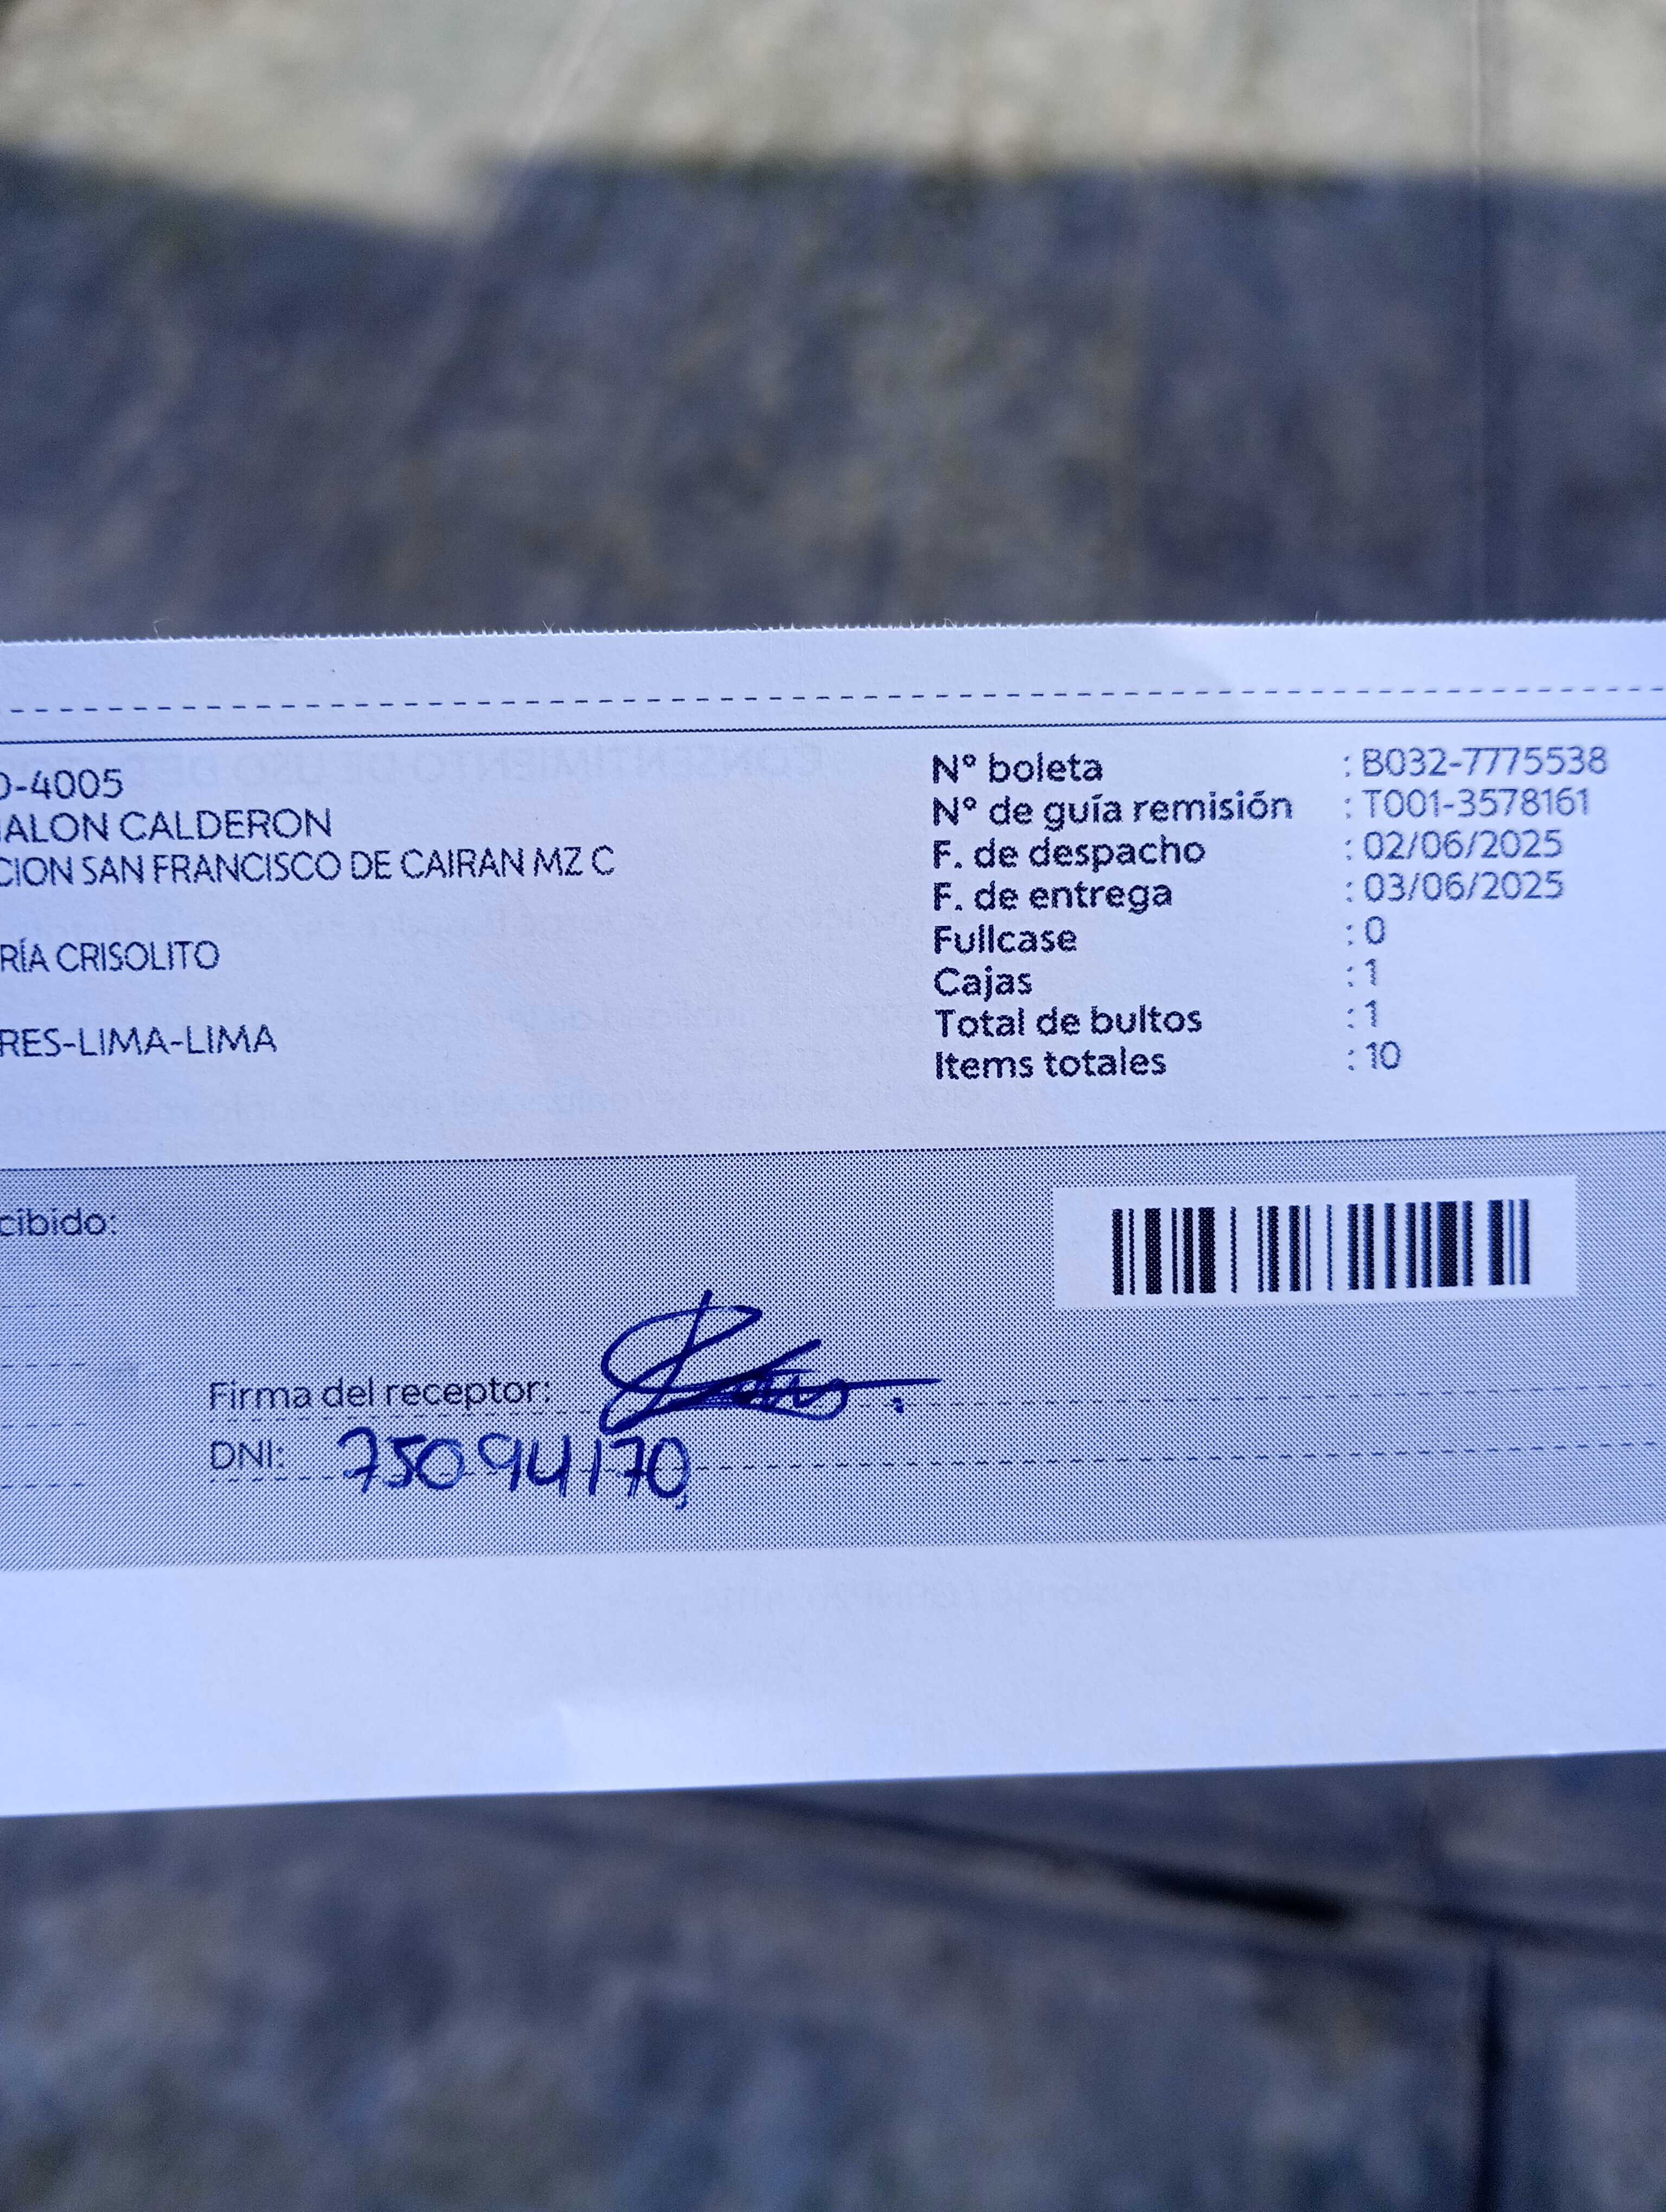 O-4005
IALON CALDERON
CION SAN FRANCISCO DE CAIRAN MZ C
RÍA CRISOLITO
RES-LIMA-LIMA
N° boleta : B032-7775538
N° de guía remisión : T001-3578161
F. de despacho : 02/06/2025
F. de entrega : 03/06/2025
Fullcase : 0
Cajas : 1
Total de bultos : 1
Items totales : 10
cibido:
Firma del receptor:
DNI: 75094170